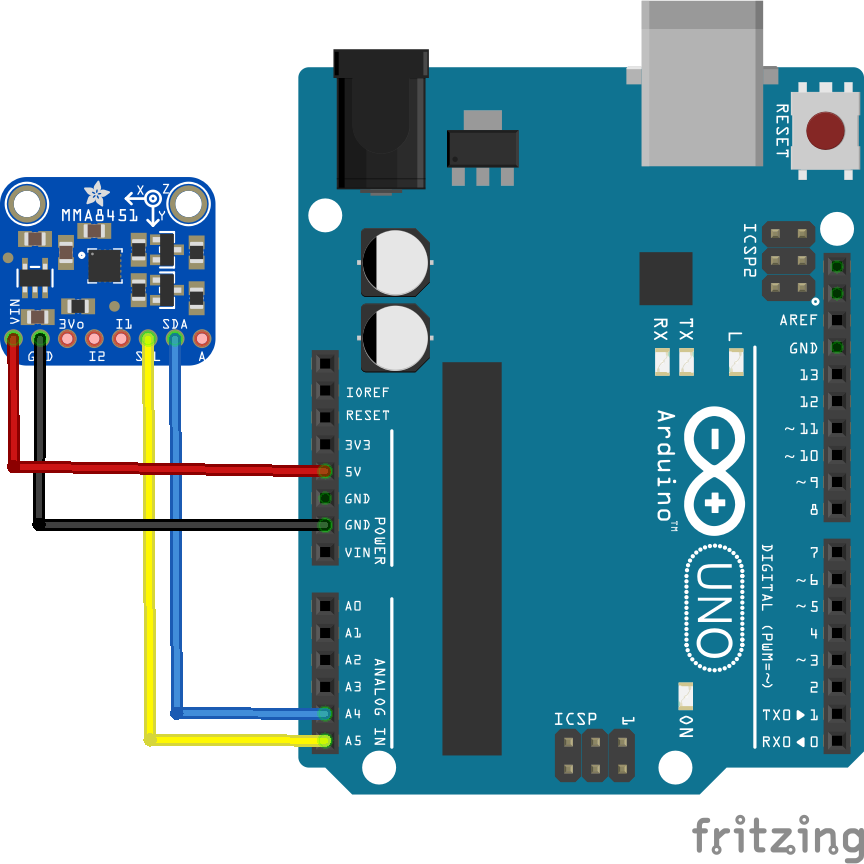 MMA8451
X
Z
Y
VIN
GND
3Vo
I2
I1
SCL
SDA
A
RESET
ICSP2
IOREF
RESET
3V3
5V
GND
GND
VIN
POWER
A0
A1
A2
A3
A4
A5
ANALOG IN
RX
TX
L
Arduino™
UNO
AREF
GND
13
12
~11
~10
~9
8
7
~6
~5
4
~3
2
TX0▶1
RX0◀0
DIGITAL (PWM=~)
ICSP
1
ON
fritzing